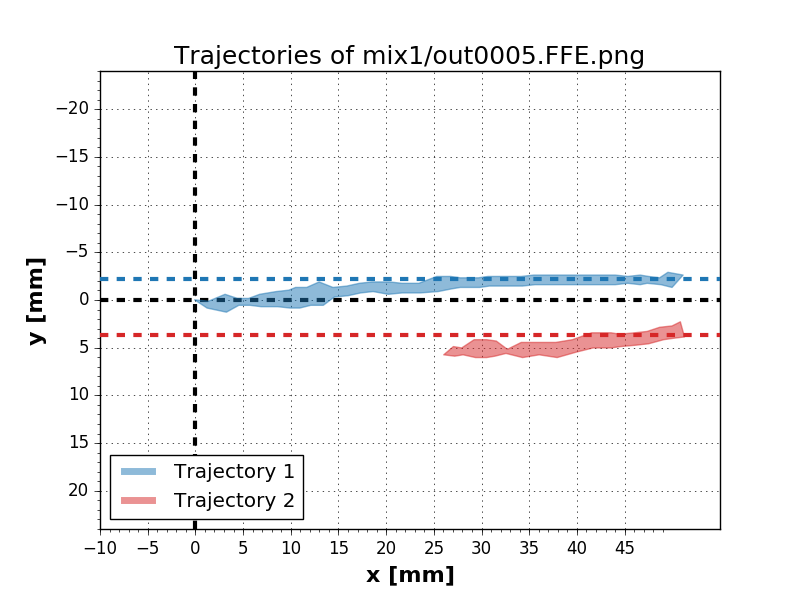 Trajectories of mix1/out0005.FFE.png
−20
−15
−10
−5
0
5
10
15
20
y [mm]
Trajectory 1
Trajectory 2
−10 −5 0 5 10 15 20 25 30 35 40 45
x [mm]